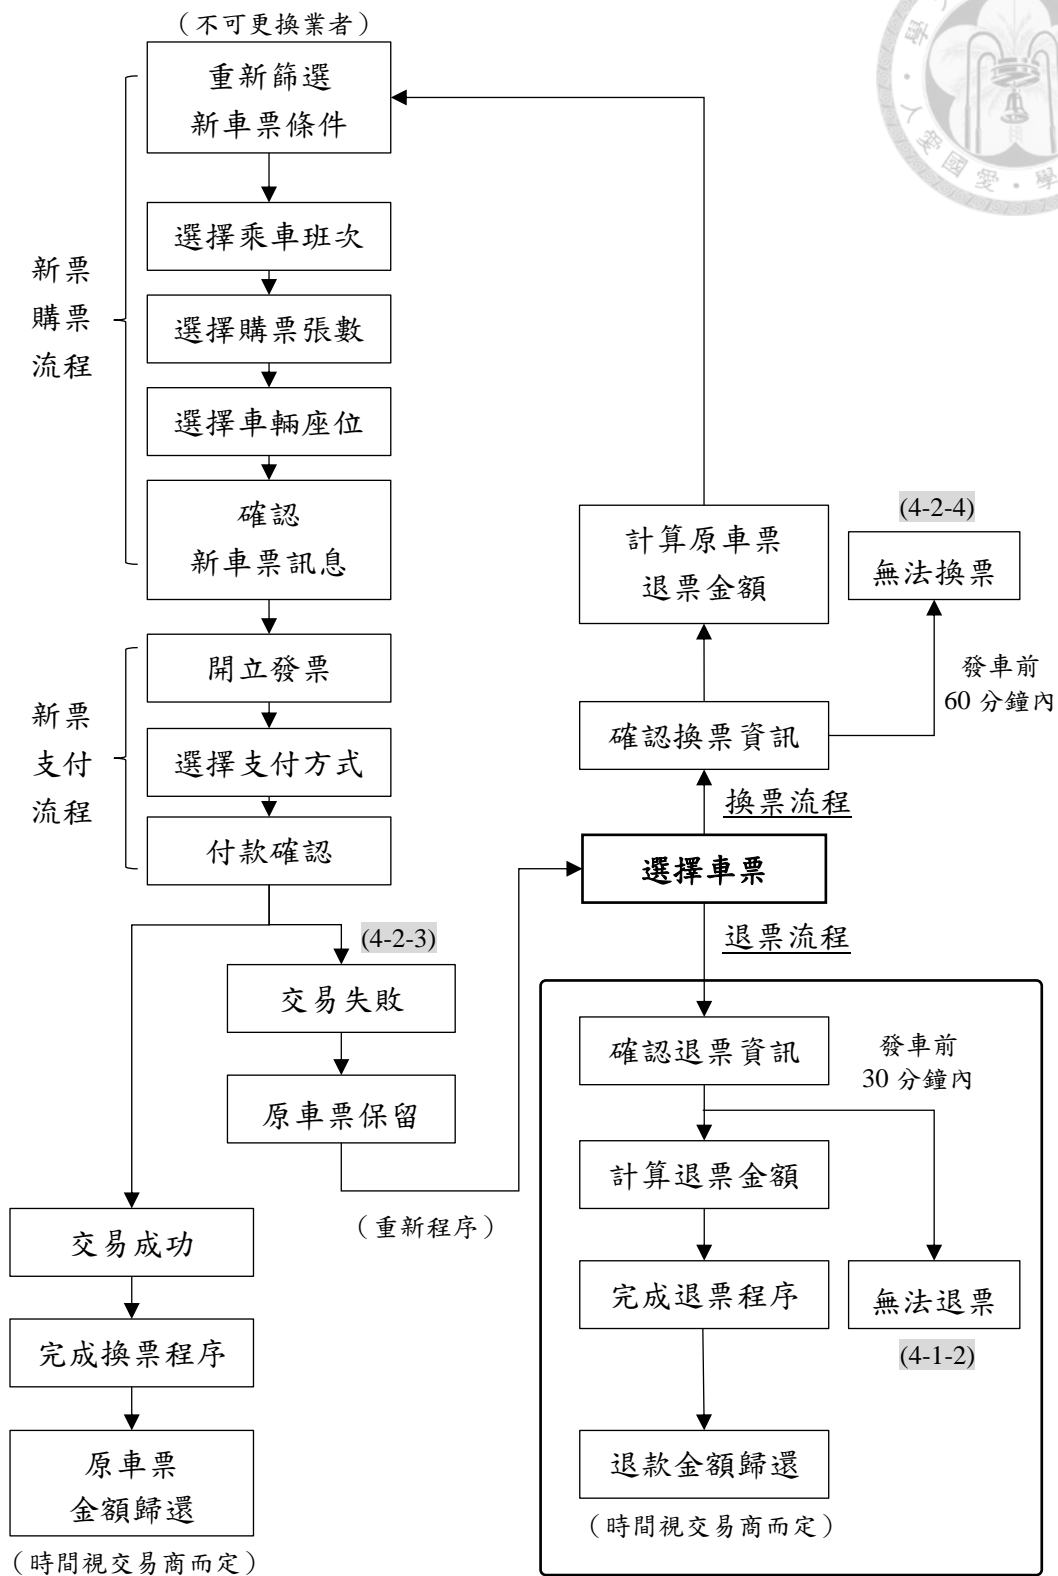 （不可更換業者）
重新篩選
新車票條件
選擇乘車班次
選擇購票張數
選擇車輛座位
確認
新車票訊息
新票
購票
流程
開立發票
選擇支付方式
付款確認
新票
支付
流程
(4-2-3)
交易失敗
原車票保留
（重新程序）
交易成功
完成換票程序
原車票
金額歸還
（時間視交易商而定）
計算原車票
退票金額
(4-2-4)
無法換票
發車前
60 分鐘內
確認換票資訊
換票流程
選擇車票
退票流程
確認退票資訊
發車前
30 分鐘內
計算退票金額
完成退票程序
無法退票
(4-1-2)
退款金額歸還
（時間視交易商而定）